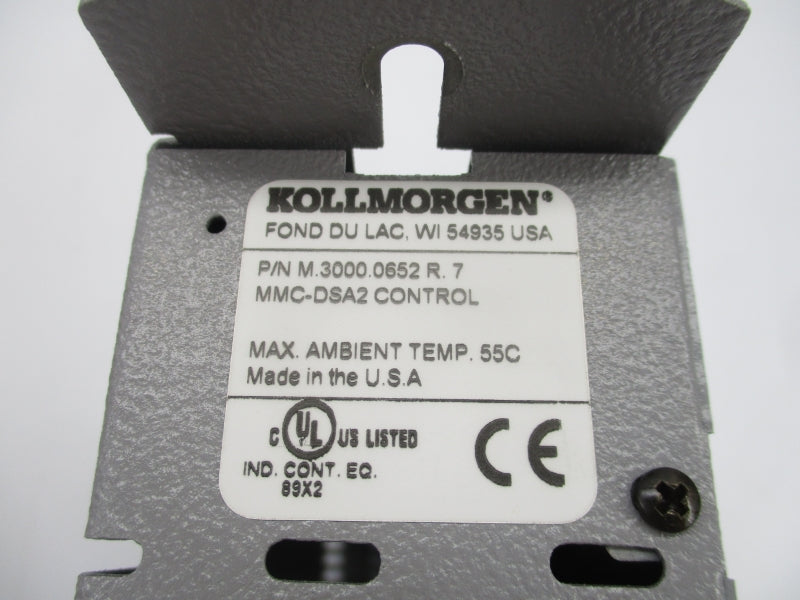 KOLLMORGEN®
FOND DU LAC, WI 54935 USA
P/N M.3000.0652 R. 7
MMC-DSA2 CONTROL
MAX. AMBIENT TEMP. 55C
Made in the U.S.A
C UL US LISTED
IND. CONT. EQ.
89X2
CE